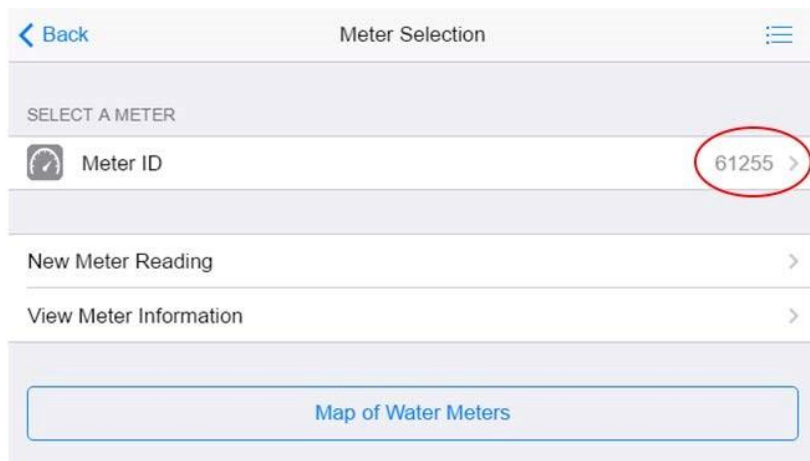 Back Meter Selection
SELECT A METER
Meter ID 61255
New Meter Reading
View Meter Information
Map of Water Meters